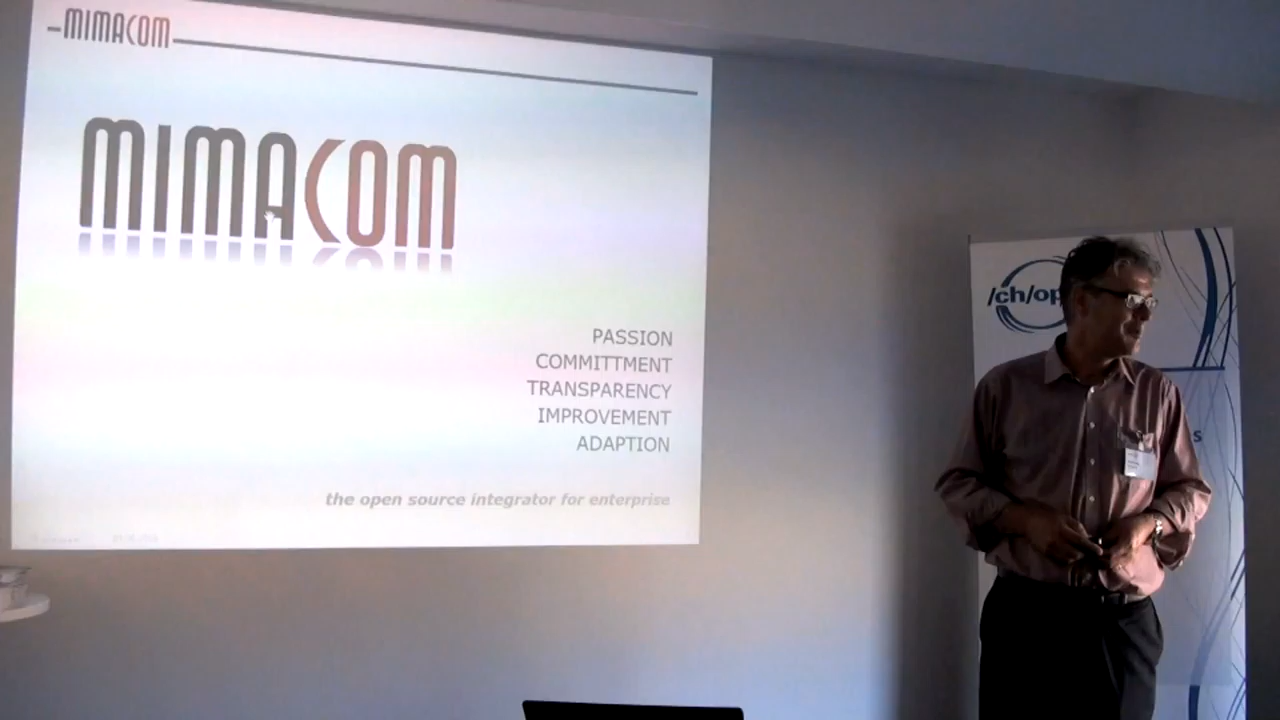 MIMACOM
MIMACOM
PASSION
COMMITTMENT
TRANSPARENCY
IMPROVEMENT
ADAPTION
the open source integrator for enterprise
/ch/op
s